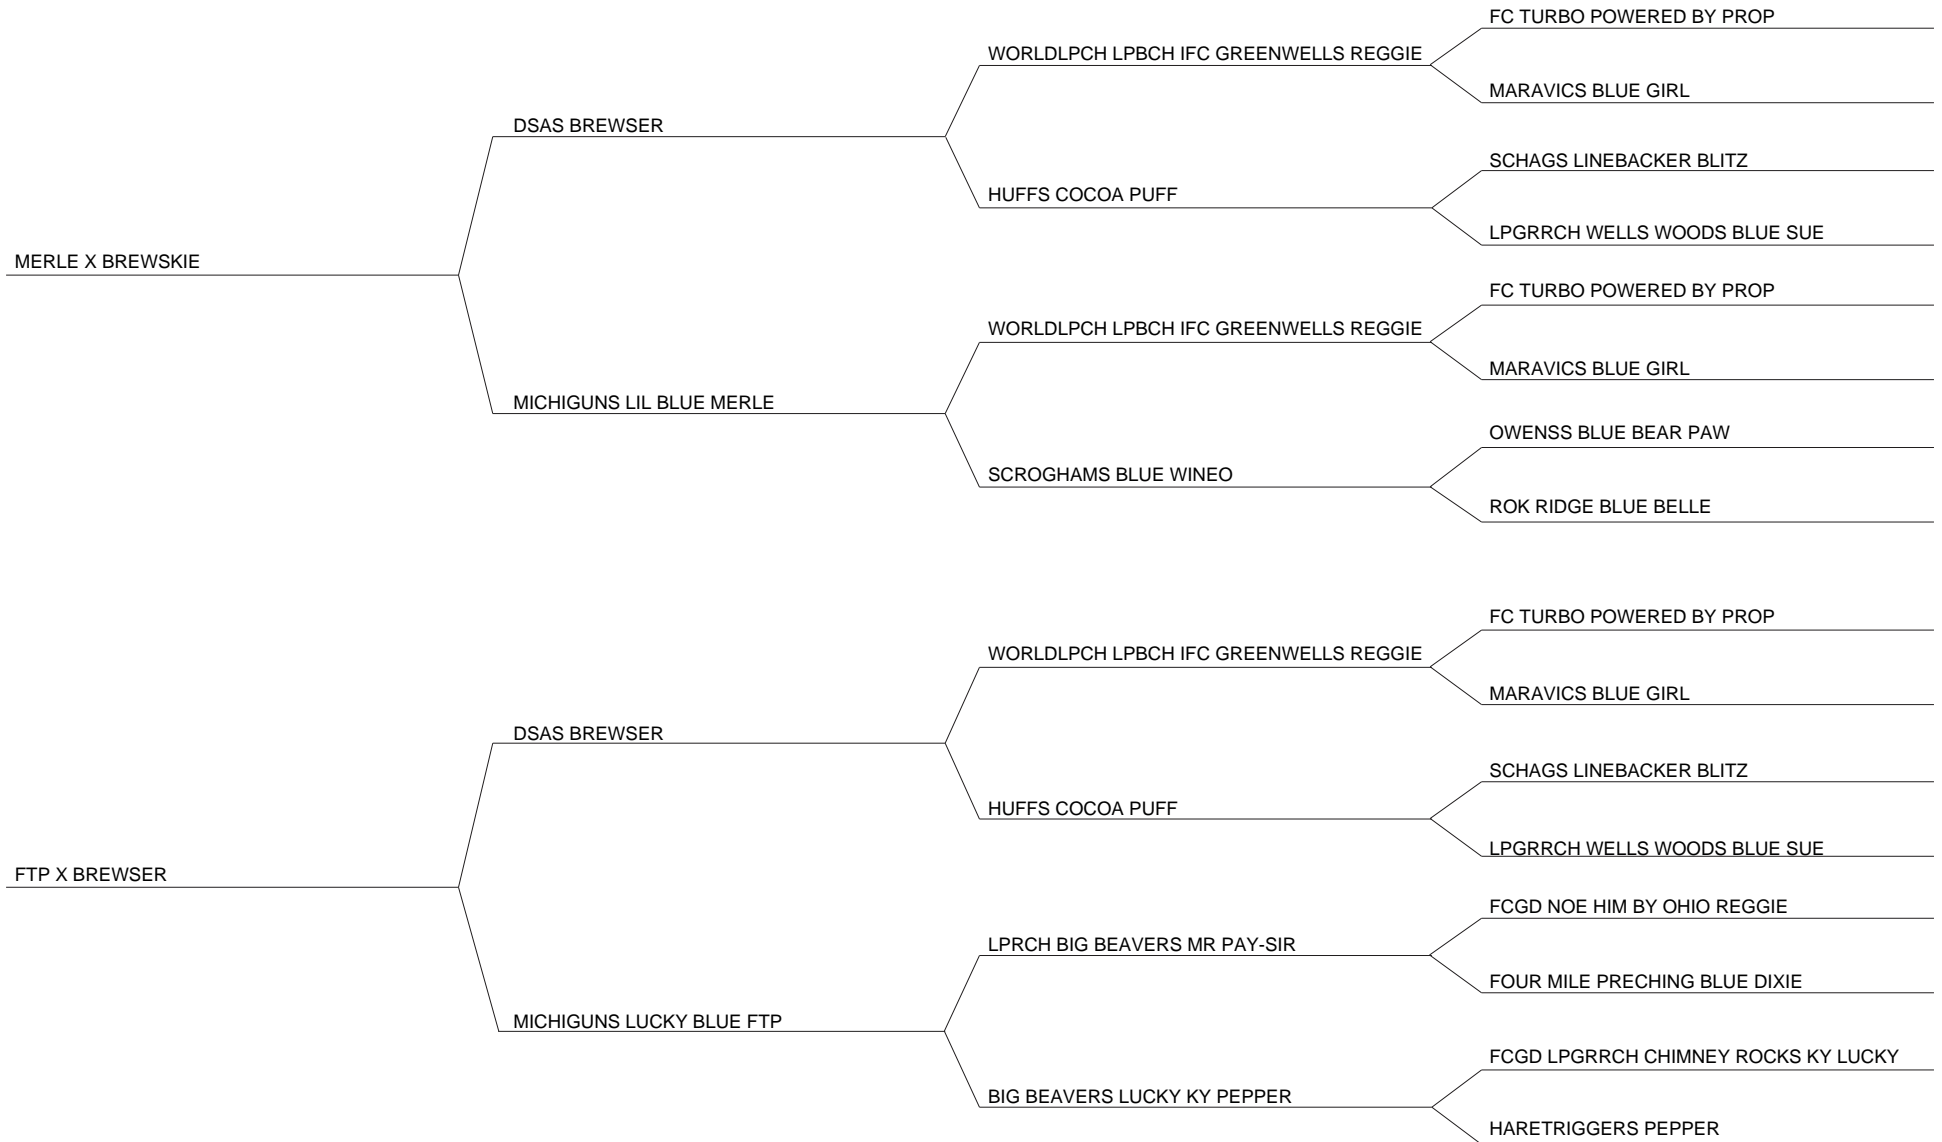 FC TURBO POWERED BY PROP
WORLDLPCH LPBCH IFC GREENWELLS REGGIE
MARAVICS BLUE GIRL
DSAS BREWSER
SCHAGS LINEBACKER BLITZ
HUFFS COCOA PUFF
LPGRRCH WELLS WOODS BLUE SUE
MERLE X BREWSKIE
FC TURBO POWERED BY PROP
WORLDLPCH LPBCH IFC GREENWELLS REGGIE
MARAVICS BLUE GIRL
MICHIGUNS LIL BLUE MERLE
OWENSS BLUE BEAR PAW
SCROGHAMS BLUE WINEO
ROK RIDGE BLUE BELLE
FC TURBO POWERED BY PROP
WORLDLPCH LPBCH IFC GREENWELLS REGGIE
MARAVICS BLUE GIRL
DSAS BREWSER
SCHAGS LINEBACKER BLITZ
HUFFS COCOA PUFF
LPGRRCH WELLS WOODS BLUE SUE
FTP X BREWSER
FCGD NOE HIM BY OHIO REGGIE
LPRCH BIG BEAVERS MR PAY-SIR
FOUR MILE PRECHING BLUE DIXIE
MICHIGUNS LUCKY BLUE FTP
FCGD LPGRRCH CHIMNEY ROCKS KY LUCKY
BIG BEAVERS LUCKY KY PEPPER
HARETRIGGERS PEPPER